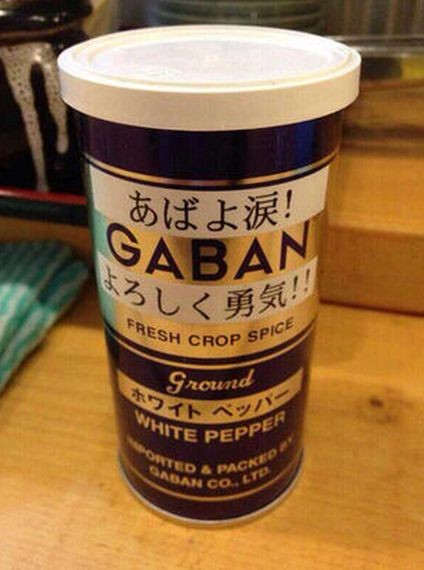 あばよ涙!
GABAN
よろしく勇気!!
FRESH CROP SPICE
Ground
ホワイト ペッパー
WHITE PEPPER
IMPORTED & PACKED BY
GABAN CO., LTD.